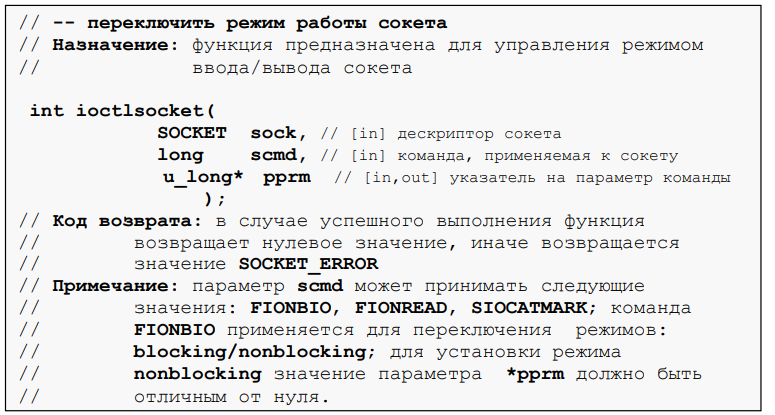 // -- переключить режим работы сокета
// Назначение: функция предназначена для управления режимом
//             ввода/вывода сокета
int ioctlsocket(
SOCKET  sock, // [in] дескриптор сокета
long    scmd, // [in] команда, применяемая к сокету
u_long*  pprm  // [in,out] указатель на параметр команды
);
// Код возврата: в случае успешного выполнения функция
//        возвращает нулевое значение, иначе возвращается
//        значение SOCKET_ERROR
// Примечание: параметр scmd может принимать следующие
//        значения: FIONBIO, FIONREAD, SIOCATMARK; команда
//        FIONBIO применяется для переключения  режимов:
//        blocking/nonblocking; для установки режима
//        nonblocking значение параметра  *pprm должно быть
//        отличным от нуля.